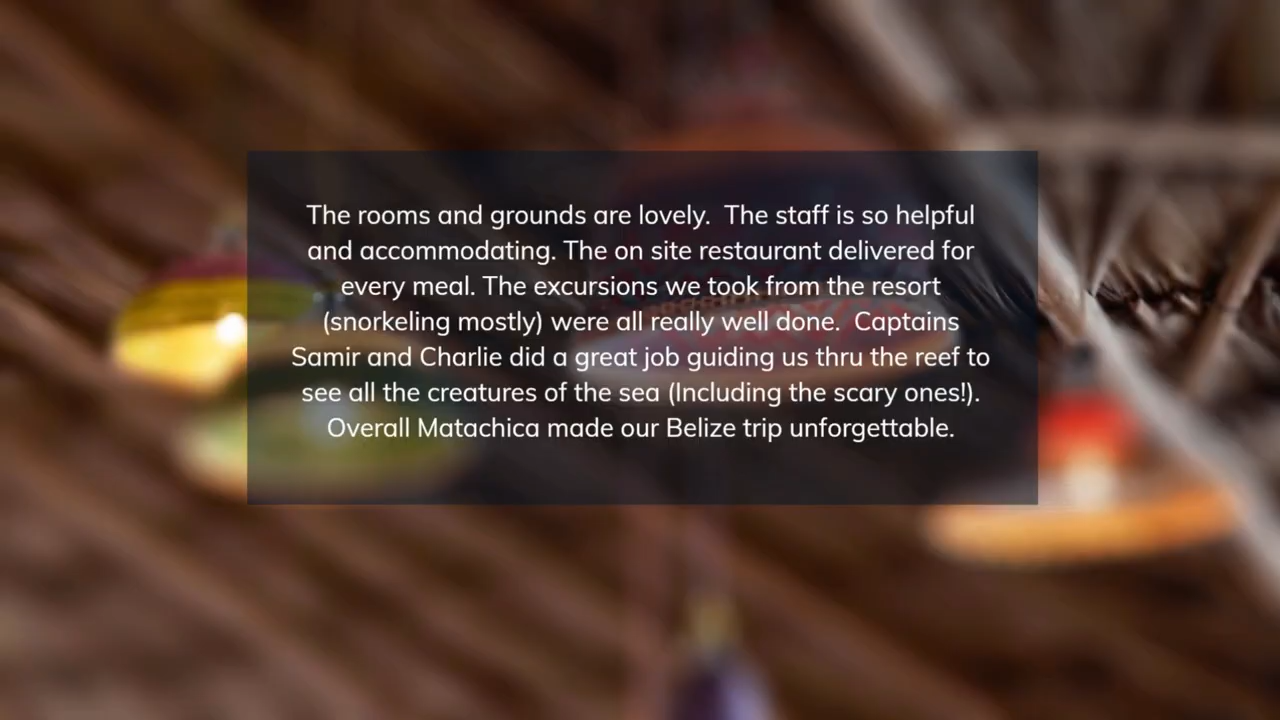 The rooms and grounds are lovely.  The staff is so helpful
and accommodating. The on site restaurant delivered for
every meal. The excursions we took from the resort
(snorkeling mostly) were all really well done.  Captains
Samir and Charlie did a great job guiding us thru the reef to
see all the creatures of the sea (Including the scary ones!).
Overall Matachica made our Belize trip unforgettable.